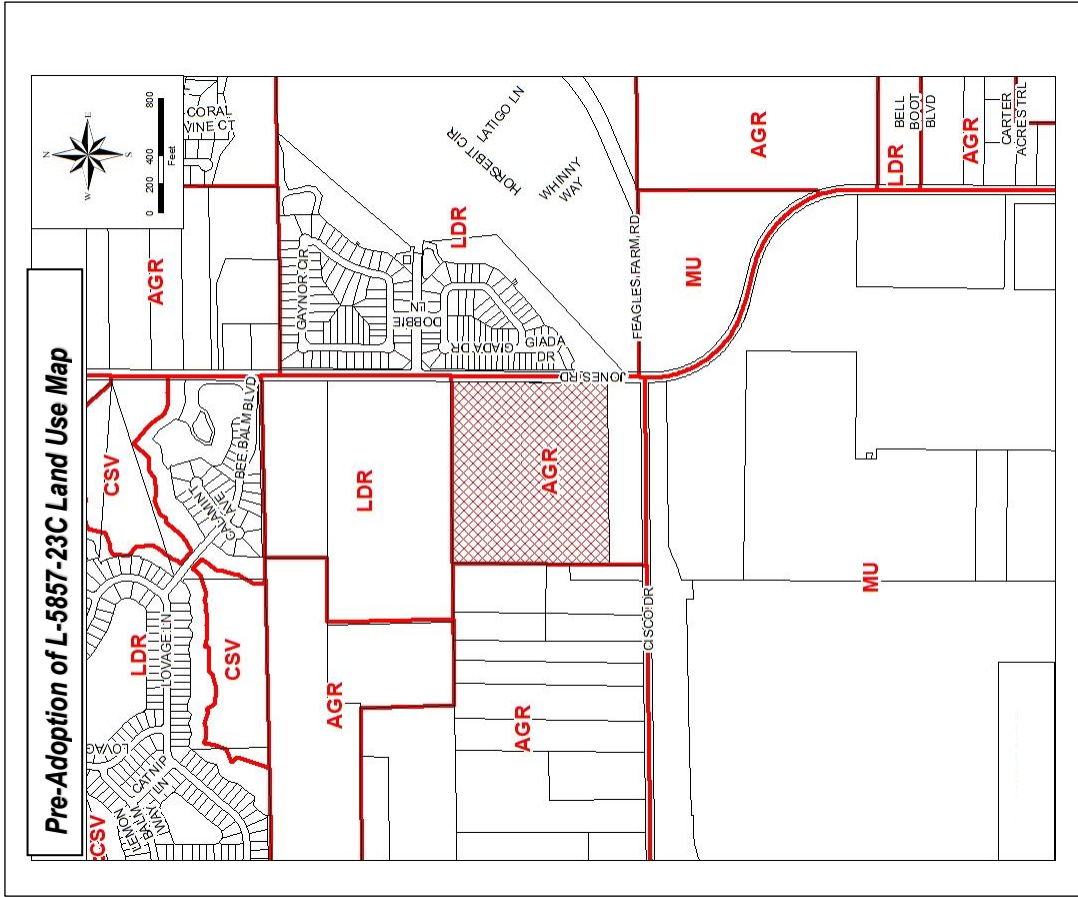 Pre-Adoption of L-5857-23C Land Use Map
N
W
E
S
0
200
400
800
Feet
CORAL
VINE CT
AGR
CSV
BEE BALM BLVD
CALAMINT
AVE
LDR
LOVAGE LN
CSV
LOVAG
CATNIP
LN
LEMON
BALM
WAY
CSV
GAYNOR CIR
DOBBIE
LN
GIADA DR
GIADA
DR
LDR
HORSEBIT CIR
LATIGO LN
WHINNY
WAY
JONES RD
FEAGLES FARM RD
LDR
AGR
AGR
AGR
CISCO DR
MU
MU
AGR
LDR
BELL
BOOT
BLVD
AGR
CARTER
ACRES TRL